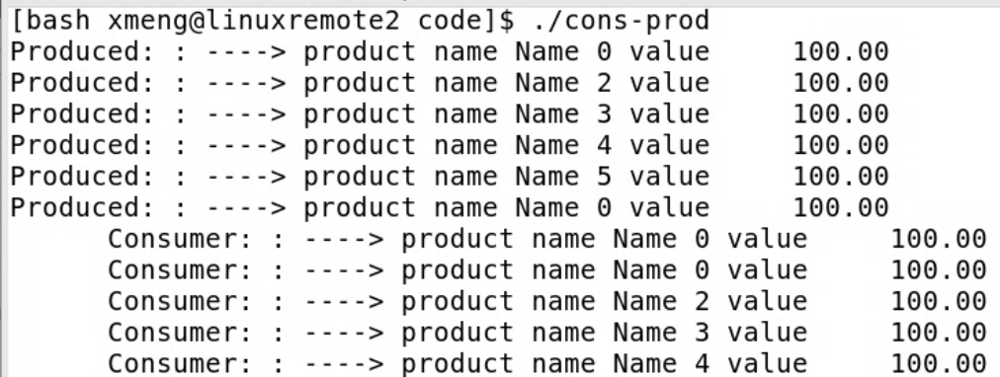 [bash xmeng@linuxremote2 code]$ ./cons-prod
Produced: : ----> product name Name 0 value     100.00
Produced: : ----> product name Name 2 value     100.00
Produced: : ----> product name Name 3 value     100.00
Produced: : ----> product name Name 4 value     100.00
Produced: : ----> product name Name 5 value     100.00
Produced: : ----> product name Name 0 value     100.00
      Consumer: : ----> product name Name 0 value     100.00
      Consumer: : ----> product name Name 0 value     100.00
      Consumer: : ----> product name Name 2 value     100.00
      Consumer: : ----> product name Name 3 value     100.00
      Consumer: : ----> product name Name 4 value     100.00